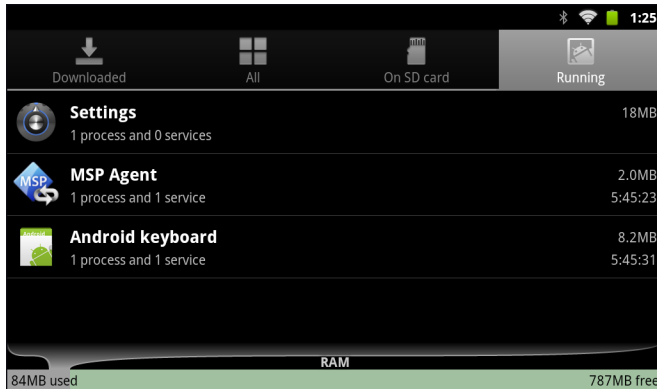 1:25
Downloaded All On SD card Running
Settings 18MB
1 process and 0 services
MSP
MSP Agent 2.0MB
1 process and 1 service 5:45:23
Android
Android keyboard 8.2MB
1 process and 1 service 5:45:31
RAM
84MB used 787MB free